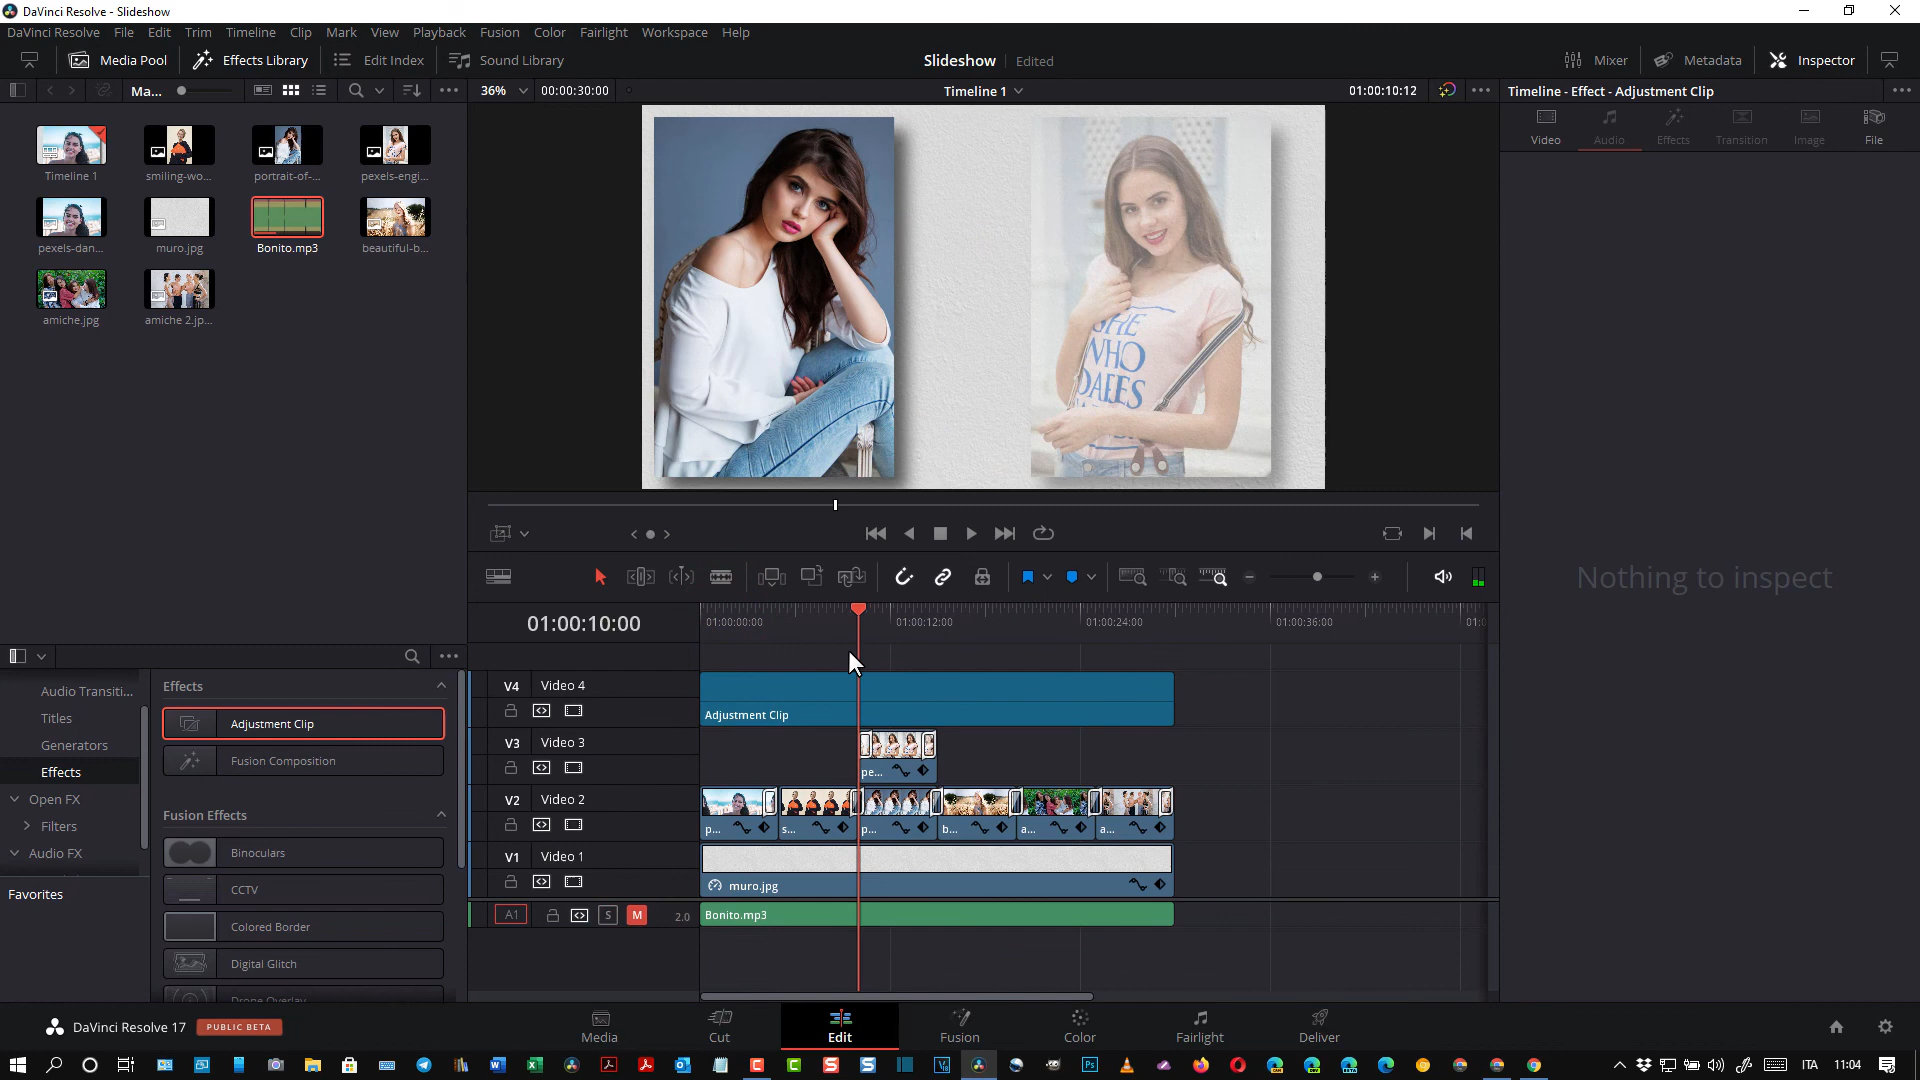 DaVinci Resolve - Slideshow
DaVinci Resolve File Edit Trim Timeline Clip Mark View Playback Fusion Color Fairlight Workspace Help
Media Pool Effects Library Edit Index Sound Library Slideshow Edited Mixer Metadata Inspector
Ma... 36% 00:00:30:00 Timeline 1 01:00:10:12 Timeline - Effect - Adjustment Clip
Video Audio Effects Transition Image File
Timeline 1 smiling-wo... portrait-of-... pexels-engi...
pexels-dan... muro.jpg Bonito.mp3 beautiful-b...
amiche.jpg amiche 2.jp...
SHE
WHO
DARES
Nothing to inspect
01:00:10:00 01:00:00:00 01:00:12:00 01:00:24:00 01:00:36:00
Audio Transiti...
Titles
Generators
Effects
Open FX
Filters
Audio FX
Favorites
Effects
Adjustment Clip
Fusion Composition
Fusion Effects
Binoculars
CCTV
Colored Border
Digital Glitch
Drone Overlay
V4 Video 4
Adjustment Clip
V3 Video 3
pe...
V2 Video 2
p... s... p... b... a... a...
V1 Video 1
muro.jpg
A1 S M 2.0 Bonito.mp3
DaVinci Resolve 17 PUBLIC BETA Media Cut Edit Fusion Color Fairlight Deliver
ITA 11:04